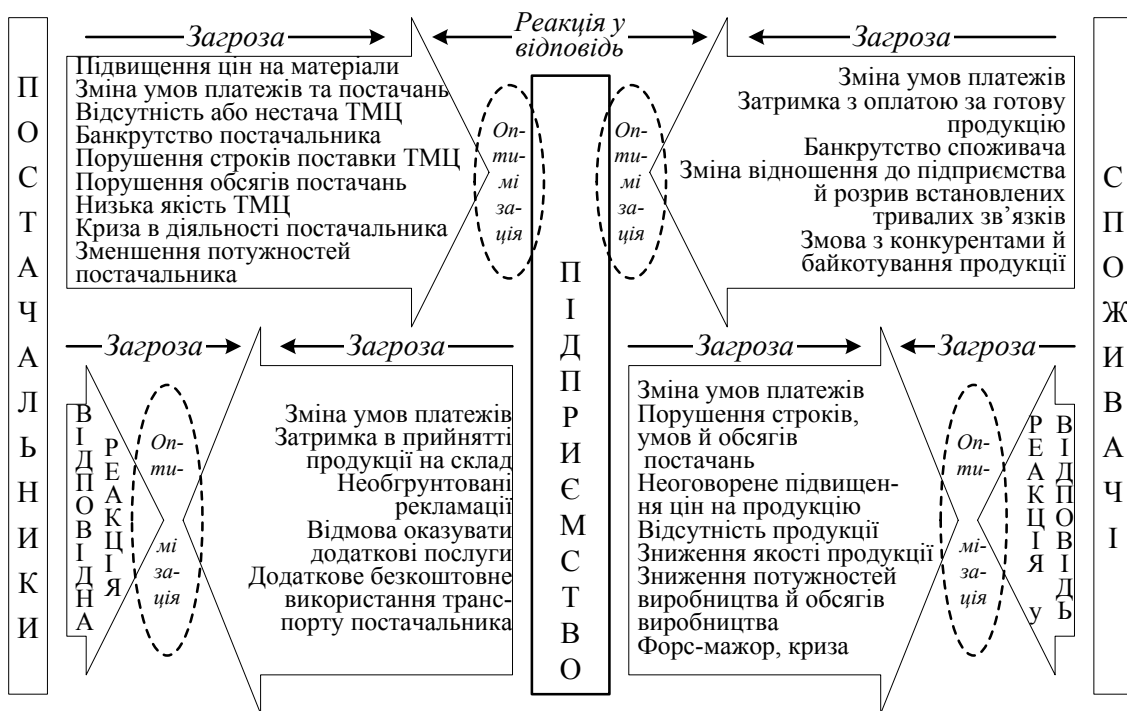 ПОСТАЧАЛЬНИКИ
Загроза
Підвищення цін на матеріали
Зміна умов платежів та постачань
Відсутність або нестача ТМЦ
Банкрутство постачальника
Порушення строків поставки ТМЦ
Порушення обсягів постачань
Низька якість ТМЦ
Криза в діяльності постачальника
Зменшення потужностей
постачальника
Реакція у
відповідь
Оп-
ти-
мі
за-
ція
Оп-
ти-
мі
за-
ція
ПІДПРИЄМСТВО
Загроза
Зміна умов платежів
Затримка з оплатою за готову
продукцію
Банкрутство споживача
Зміна відношення до підприємства
й розрив встановлених
тривалих зв’язків
Змова з конкурентами й
байкотування продукції
СПОЖИВАЧІ
Загроза
ВІДПОВІДНА
РЕАКЦІЯ
Оп-
ти-
мі
за-
ція
Загроза
Зміна умов платежів
Затримка в прийнятті
продукції на склад
Необгрунтовані
рекламації
Відмова оказувати
додаткові послуги
Додаткове безкоштовне
використання транс-
порту постачальника
Загроза
Зміна умов платежів
Порушення строків,
умов й обсягів
постачань
Неоговорене підвищен-
ня цін на продукцію
Відсутність продукції
Зниження якості продукції
Зниження потужностей
виробництва й обсягів
виробництва
Форс-мажор, криза
Загроза
Оп-
ти-
мі-
за-
ція
РЕАКЦІЯ у
ВІДПОВІДЬ